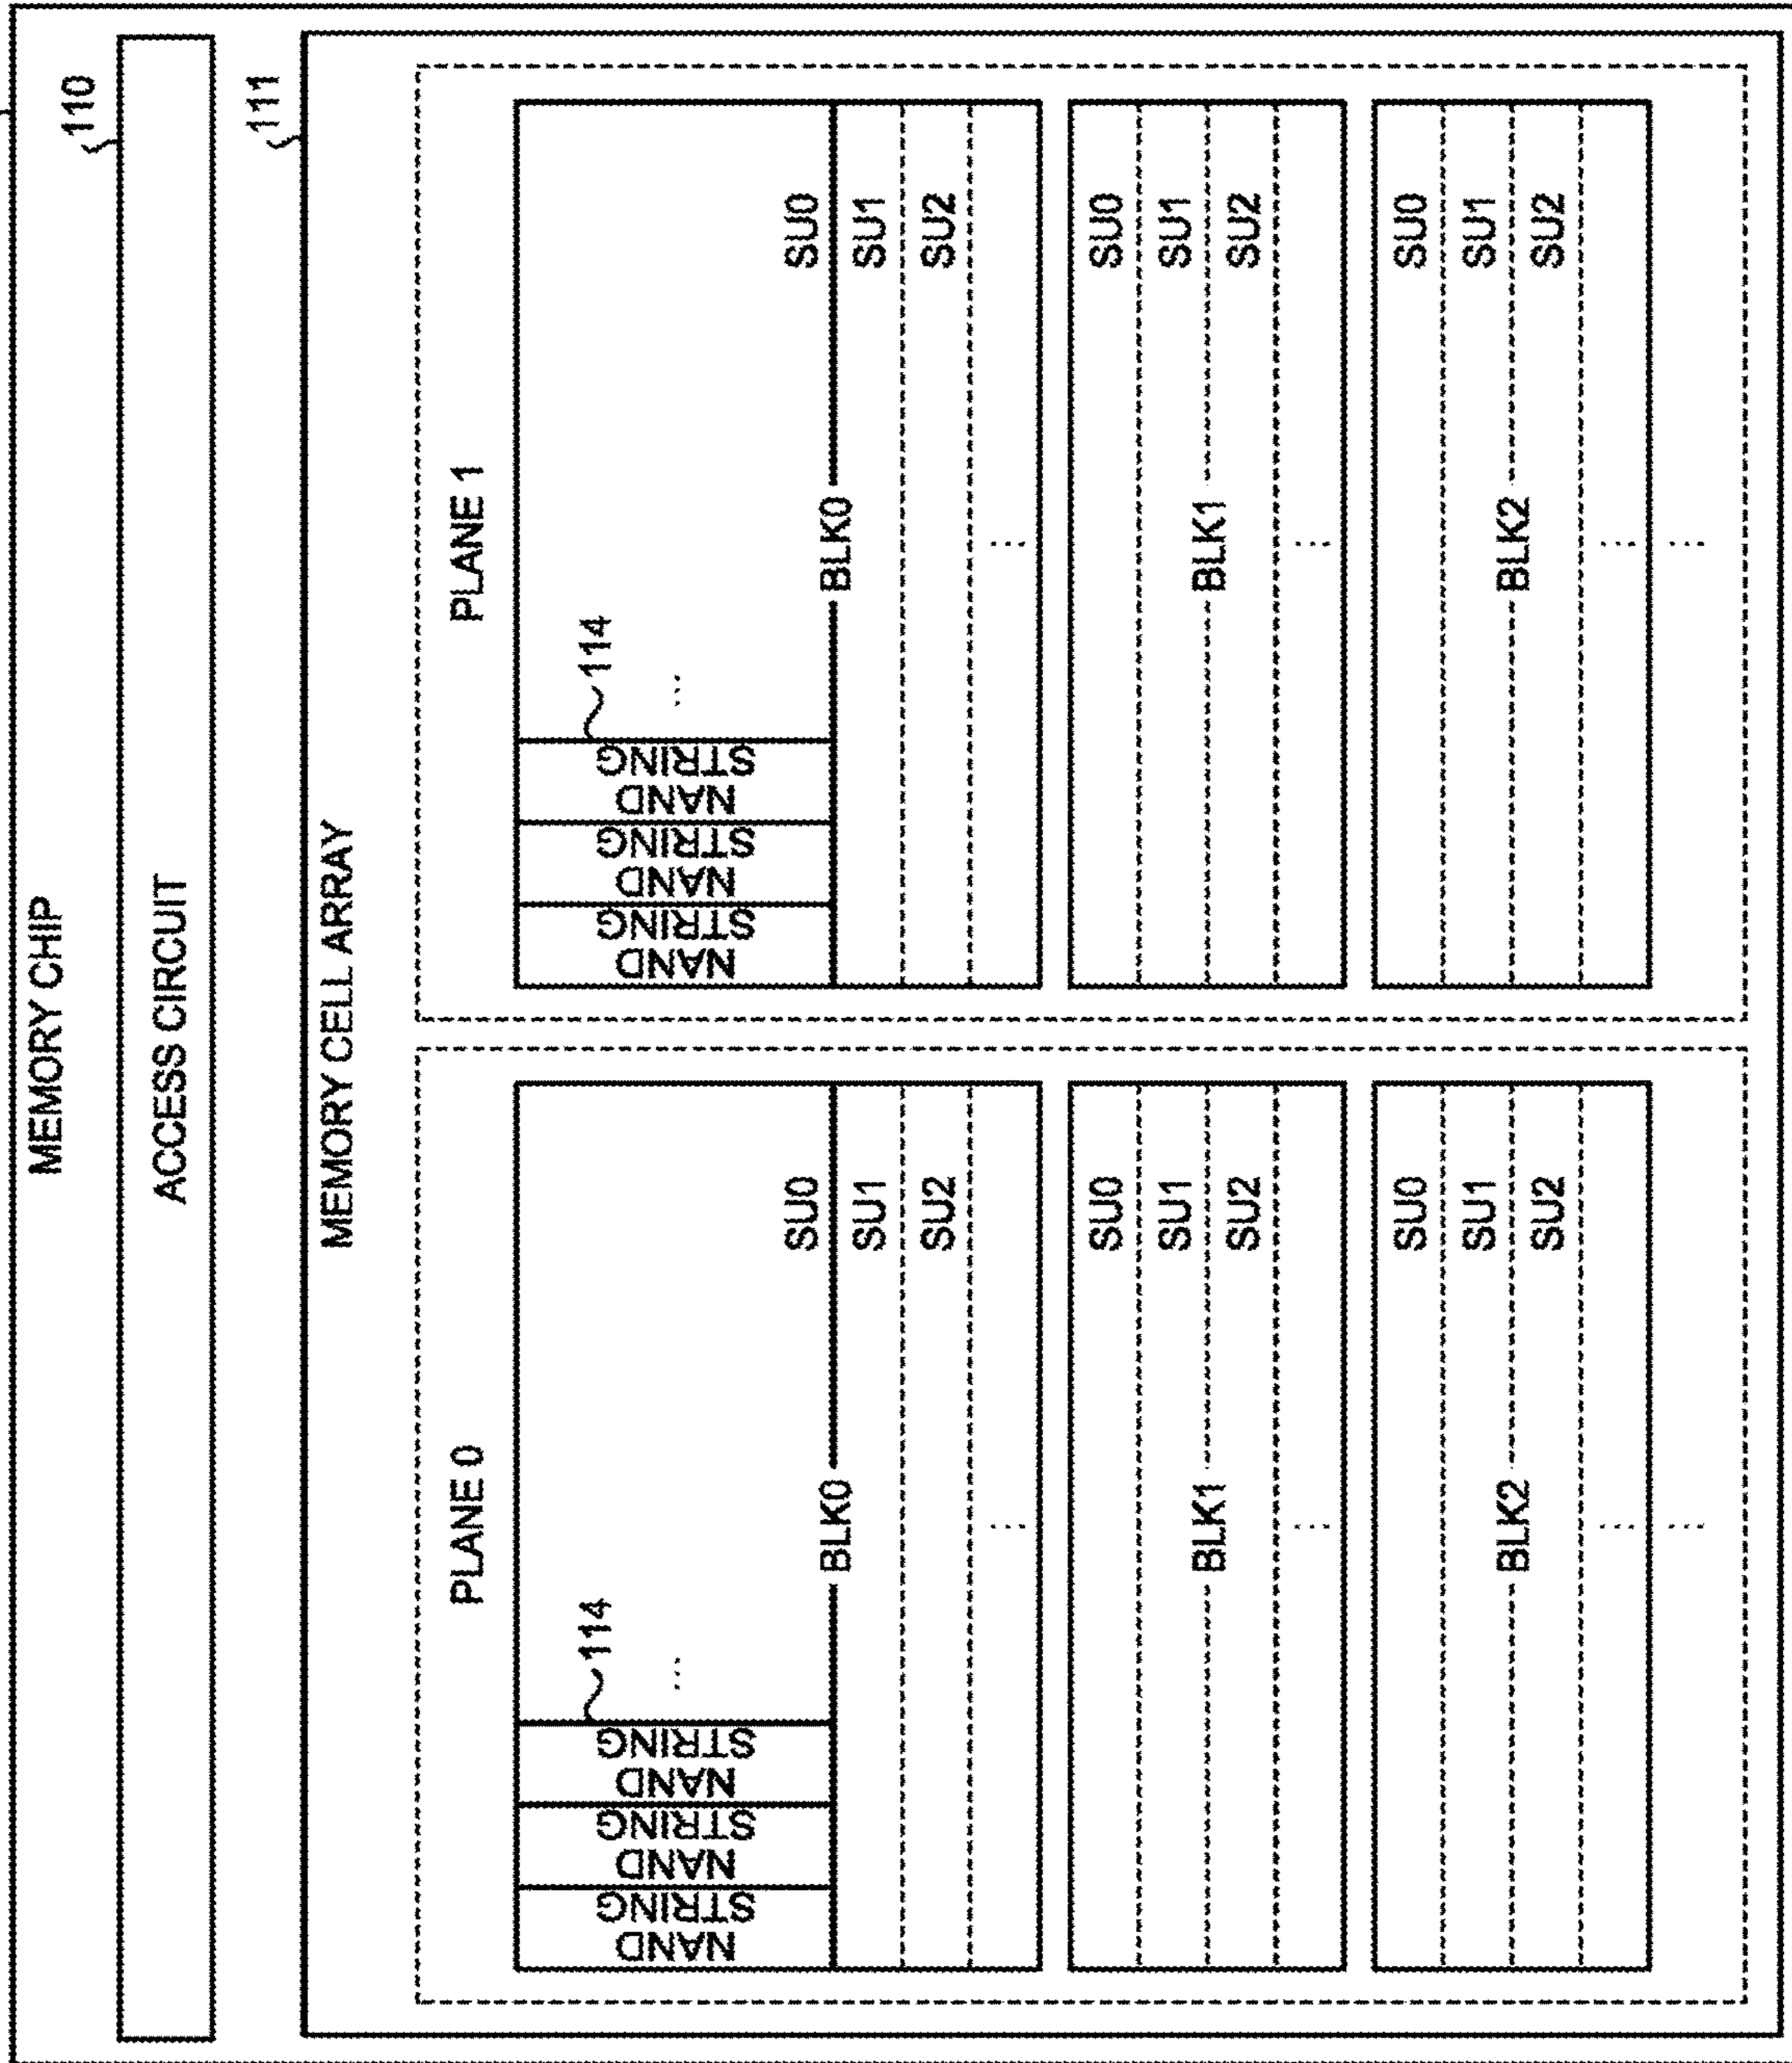 MEMORY CHIP
110
ACCESS CIRCUIT
111
MEMORY CELL ARRAY
PLANE 0
114
NAND STRING
NAND STRING
NAND STRING
...
SU0
BLK0
SU1
SU2
...
SU0
SU1
BLK1
SU2
...
SU0
SU1
BLK2
SU2
...
...
PLANE 1
114
NAND STRING
NAND STRING
NAND STRING
...
SU0
BLK0
SU1
SU2
...
SU0
SU1
BLK1
SU2
...
SU0
SU1
BLK2
SU2
...
...